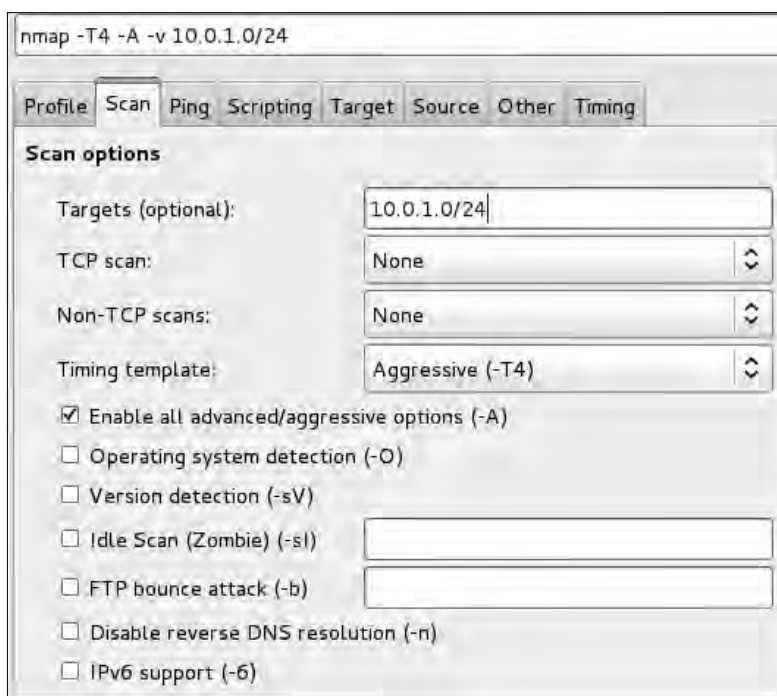 nmap -T4 -A -v 10.0.1.0/24
Profile Scan Ping Scripting Target Source Other Timing
Scan options
Targets (optional): 10.0.1.0/24
TCP scan: None
Non-TCP scans: None
Timing template: Aggressive (-T4)
Enable all advanced/aggressive options (-A)
Operating system detection (-O)
Version detection (-sV)
Idle Scan (Zombie) (-sI)
FTP bounce attack (-b)
Disable reverse DNS resolution (-n)
IPv6 support (-6)